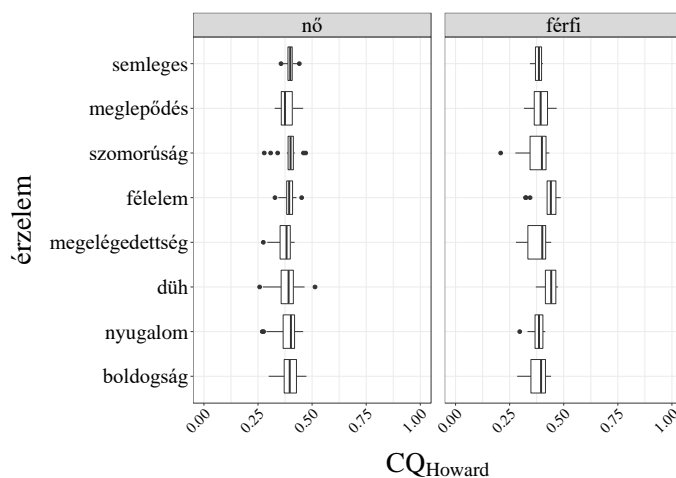 nő férfi
semleges
meglepődés
szomorúság
félelem
megelégedettség
düh
nyugalom
boldogság
érzelem
0.00 0.25 0.50 0.75 1.00 0.00 0.25 0.50 0.75 1.00
CQHoward